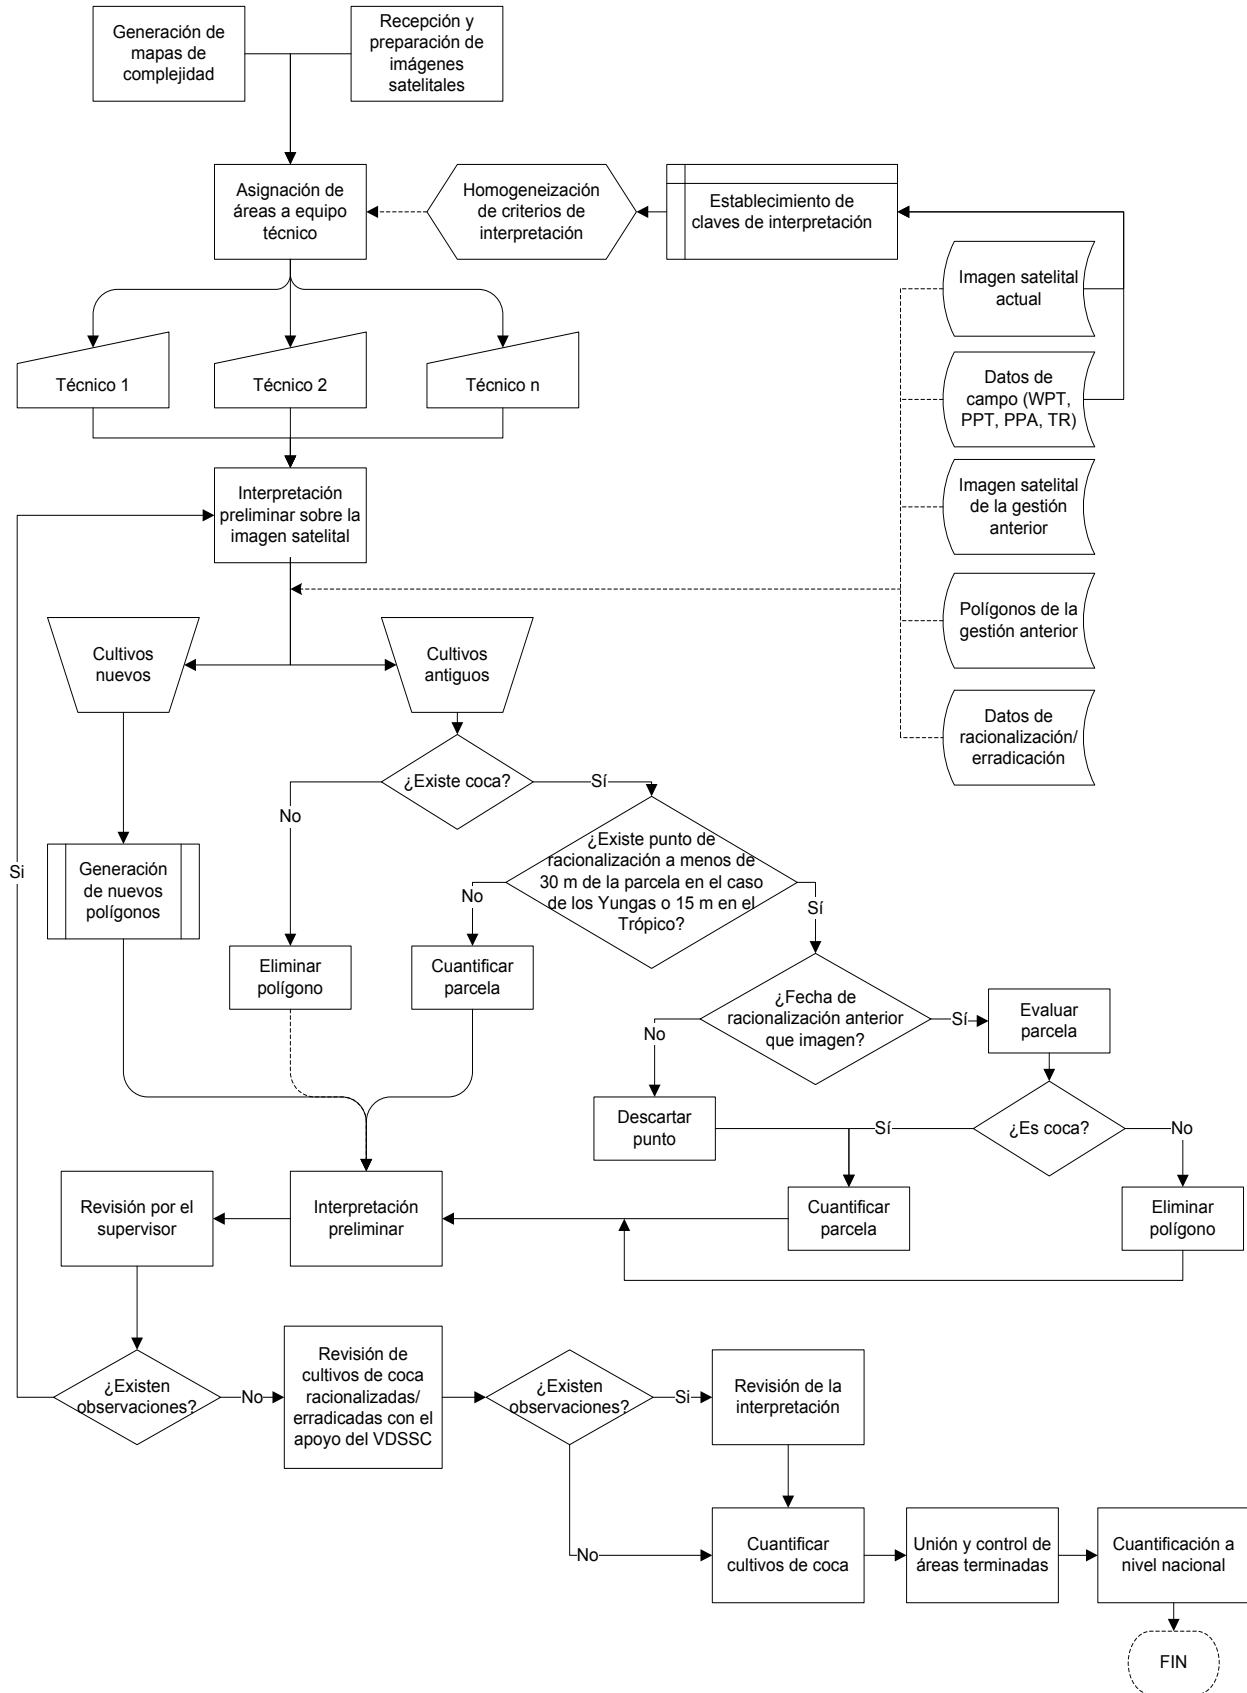 Generación de
mapas de
complejidad
Recepción y
preparación de
imágenes
satelitales
Asignación de
áreas a equipo
técnico
Homogeneización
de criterios de
interpretación
Establecimiento de
claves de interpretación
Imagen satelital
actual
Técnico 1
Técnico 2
Técnico n
Datos de
campo (WPT,
PPT, PPA, TR)
Interpretación
preliminar sobre la
imagen satelital
Imagen satelital
de la gestión
anterior
Polígonos de la
gestión anterior
Cultivos
nuevos
Cultivos
antiguos
Datos de
racionalización/
erradicación
¿Existe coca?
Sí
No
¿Existe punto de
racionalización a menos de
30 m de la parcela en el caso
de los Yungas o 15 m en el
Trópico?
Si
Generación
de nuevos
polígonos
No
Sí
Eliminar
polígono
Cuantificar
parcela
¿Fecha de
racionalización anterior
que imagen?
Sí
Evaluar
parcela
No
Descartar
punto
Sí
¿Es coca?
No
Revisión por el
supervisor
Interpretación
preliminar
Cuantificar
parcela
Eliminar
polígono
¿Existen
observaciones?
No
Revisión de
cultivos de coca
racionalizadas/
erradicadas con el
apoyo del VDSSC
¿Existen
observaciones?
Si
Revisión de la
interpretación
No
Cuantificar
cultivos de coca
Unión y control de
áreas terminadas
Cuantificación a
nivel nacional
FIN